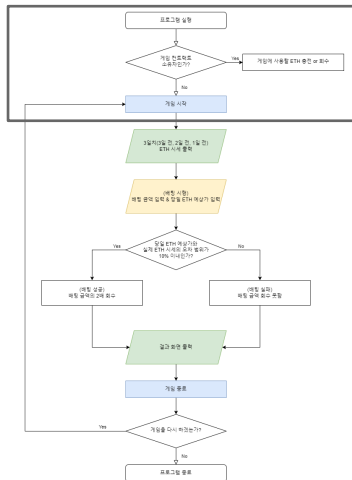 프로그램 실행
게임 컨트랙트
소유자인가?
Yes
게임에 사용될 ETH 충전 or 회수
No
게임 시작
3일치(3일 전, 2일 전, 1일 전)
ETH 시세 출력
(배팅 시행)
배팅 금액 입력 & 당일 ETH 예상가 입력
당일 ETH 예상가와
실제 ETH 시세의 오차 범위가
10% 이내인가?
Yes
No
(배팅 성공)
배팅 금액의 2배 회수
(배팅 실패)
배팅 금액 회수 못함
결과 화면 출력
게임 종료
게임을 다시 하겠는가?
Yes
No
프로그램 종료